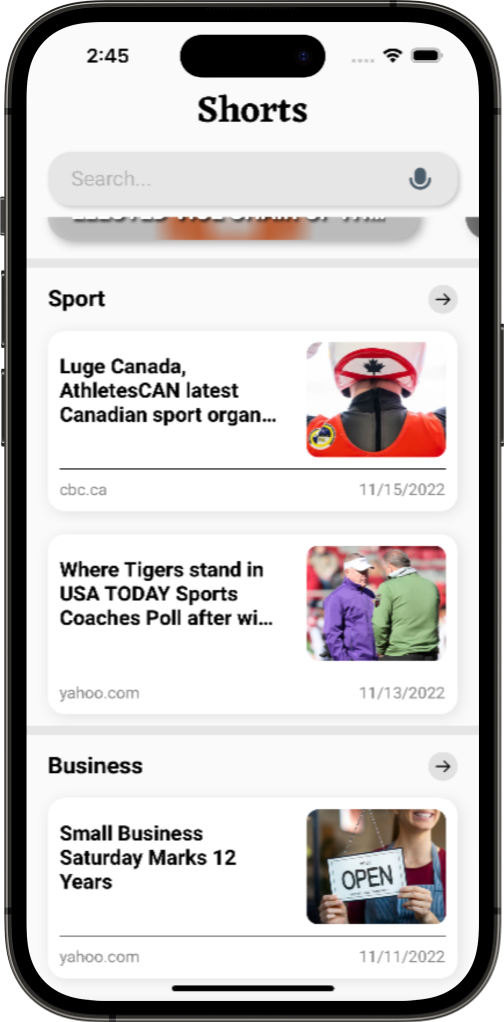 2:45
Shorts
Search...
Sport
Luge Canada,
AthletesCAN latest
Canadian sport organ...
cbc.ca 11/15/2022
Where Tigers stand in
USA TODAY Sports
Coaches Poll after wi...
yahoo.com 11/13/2022
Business
Small Business
Saturday Marks 12
Years
OPEN
yahoo.com 11/11/2022